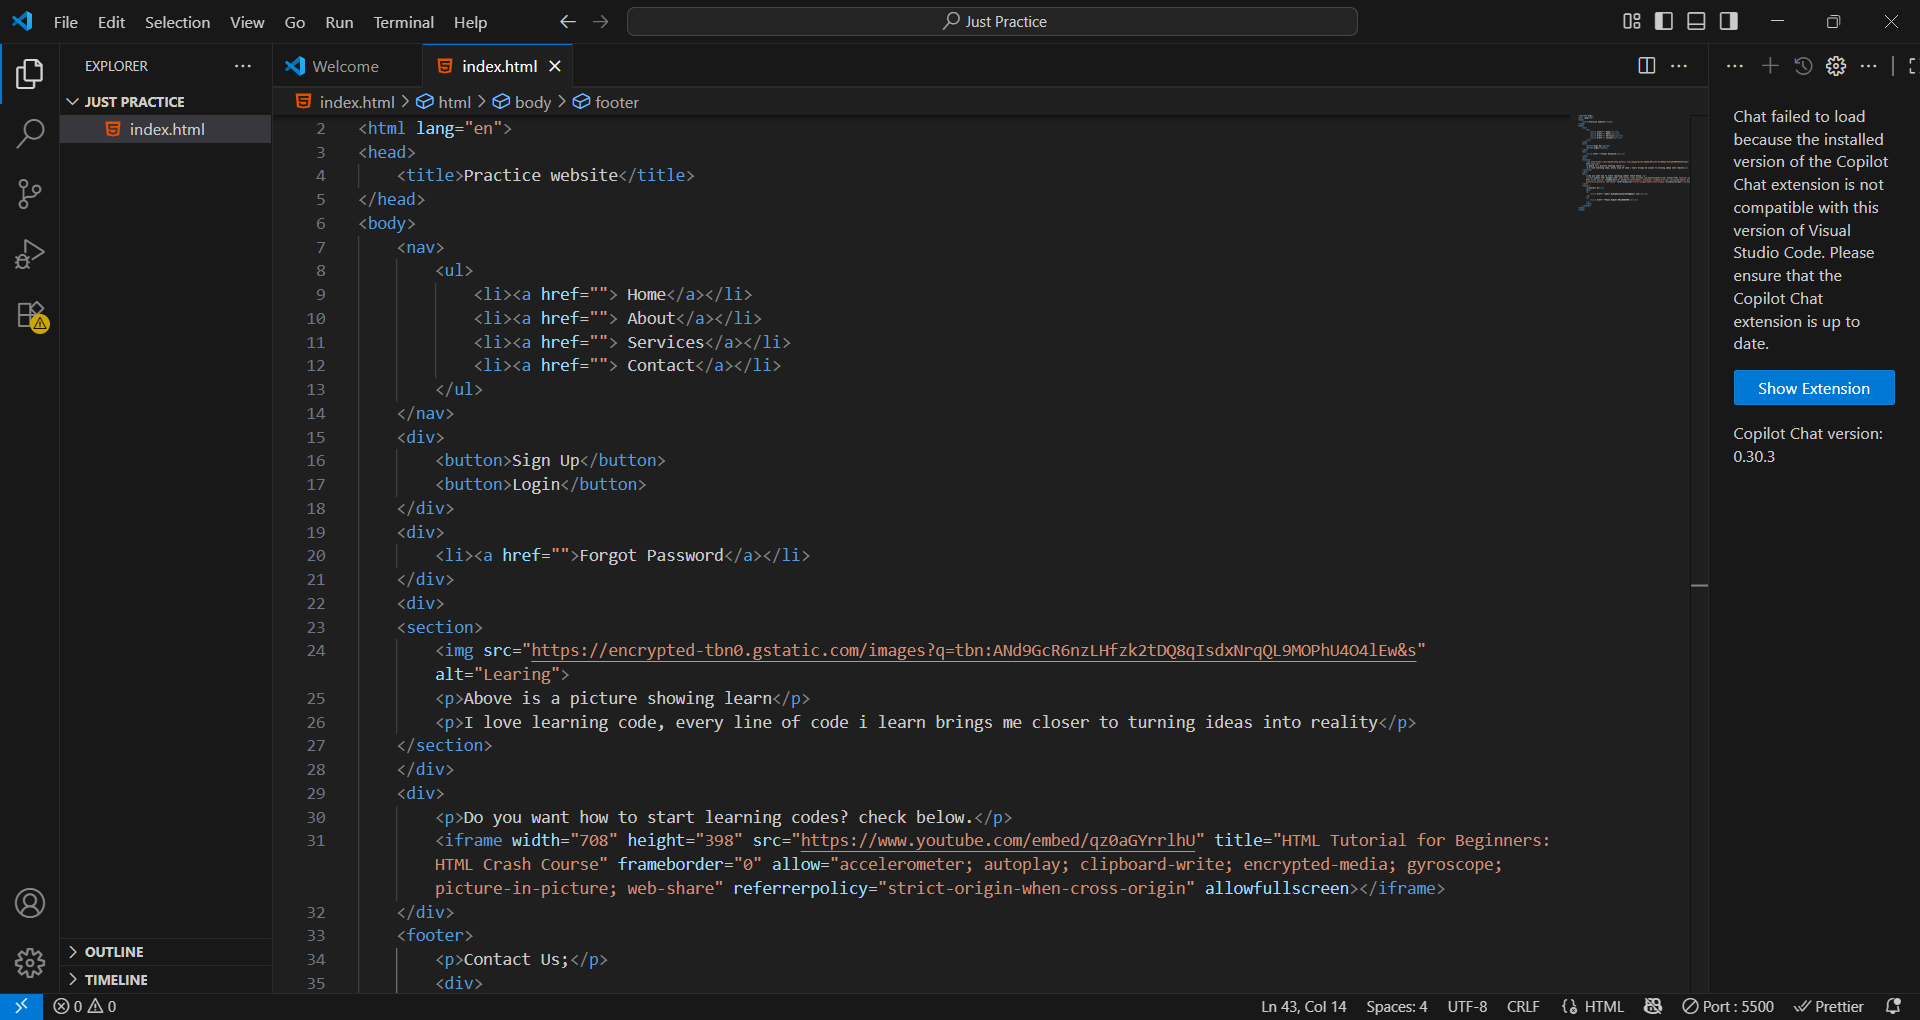 File Edit Selection View Go Run Terminal Help
Just Practice
EXPLORER
JUST PRACTICE
index.html
OUTLINE
TIMELINE
Welcome
index.html
index.html > html > body > footer
2 <html lang="en">
3 <head>
4 <title>Practice website</title>
5 </head>
6 <body>
7 <nav>
8 <ul>
9 <li><a href=""> Home</a></li>
10 <li><a href=""> About</a></li>
11 <li><a href=""> Services</a></li>
12 <li><a href=""> Contact</a></li>
13 </ul>
14 </nav>
15 <div>
16 <button>Sign Up</button>
17 <button>Login</button>
18 </div>
19 <div>
20 <li><a href="">Forgot Password</a></li>
21 </div>
22 <div>
23 <section>
24 <img src="https://encrypted-tbn0.gstatic.com/images?q=tbn:ANd9GcR6nzLHfzk2tDQ8qIsdxNrqQL9MOPhU4O4lEw&s"
alt="Learing">
25 <p>Above is a picture showing learn</p>
26 <p>I love learning code, every line of code i learn brings me closer to turning ideas into reality</p>
27 </section>
28 </div>
29 <div>
30 <p>Do you want how to start learning codes? check below.</p>
31 <iframe width="708" height="398" src="https://www.youtube.com/embed/qz0aGYrrlhU" title="HTML Tutorial for Beginners:
HTML Crash Course" frameborder="0" allow="accelerometer; autoplay; clipboard-write; encrypted-media; gyroscope;
picture-in-picture; web-share" referrerpolicy="strict-origin-when-cross-origin" allowfullscreen></iframe>
32 </div>
33 <footer>
34 <p>Contact Us;</p>
35 <div>
Chat failed to load
because the installed
version of the Copilot
Chat extension is not
compatible with this
version of Visual
Studio Code. Please
ensure that the
Copilot Chat
extension is up to
date.
Show Extension
Copilot Chat version:
0.30.3
0 0
Ln 43, Col 14 Spaces: 4 UTF-8 CRLF HTML Port : 5500 Prettier